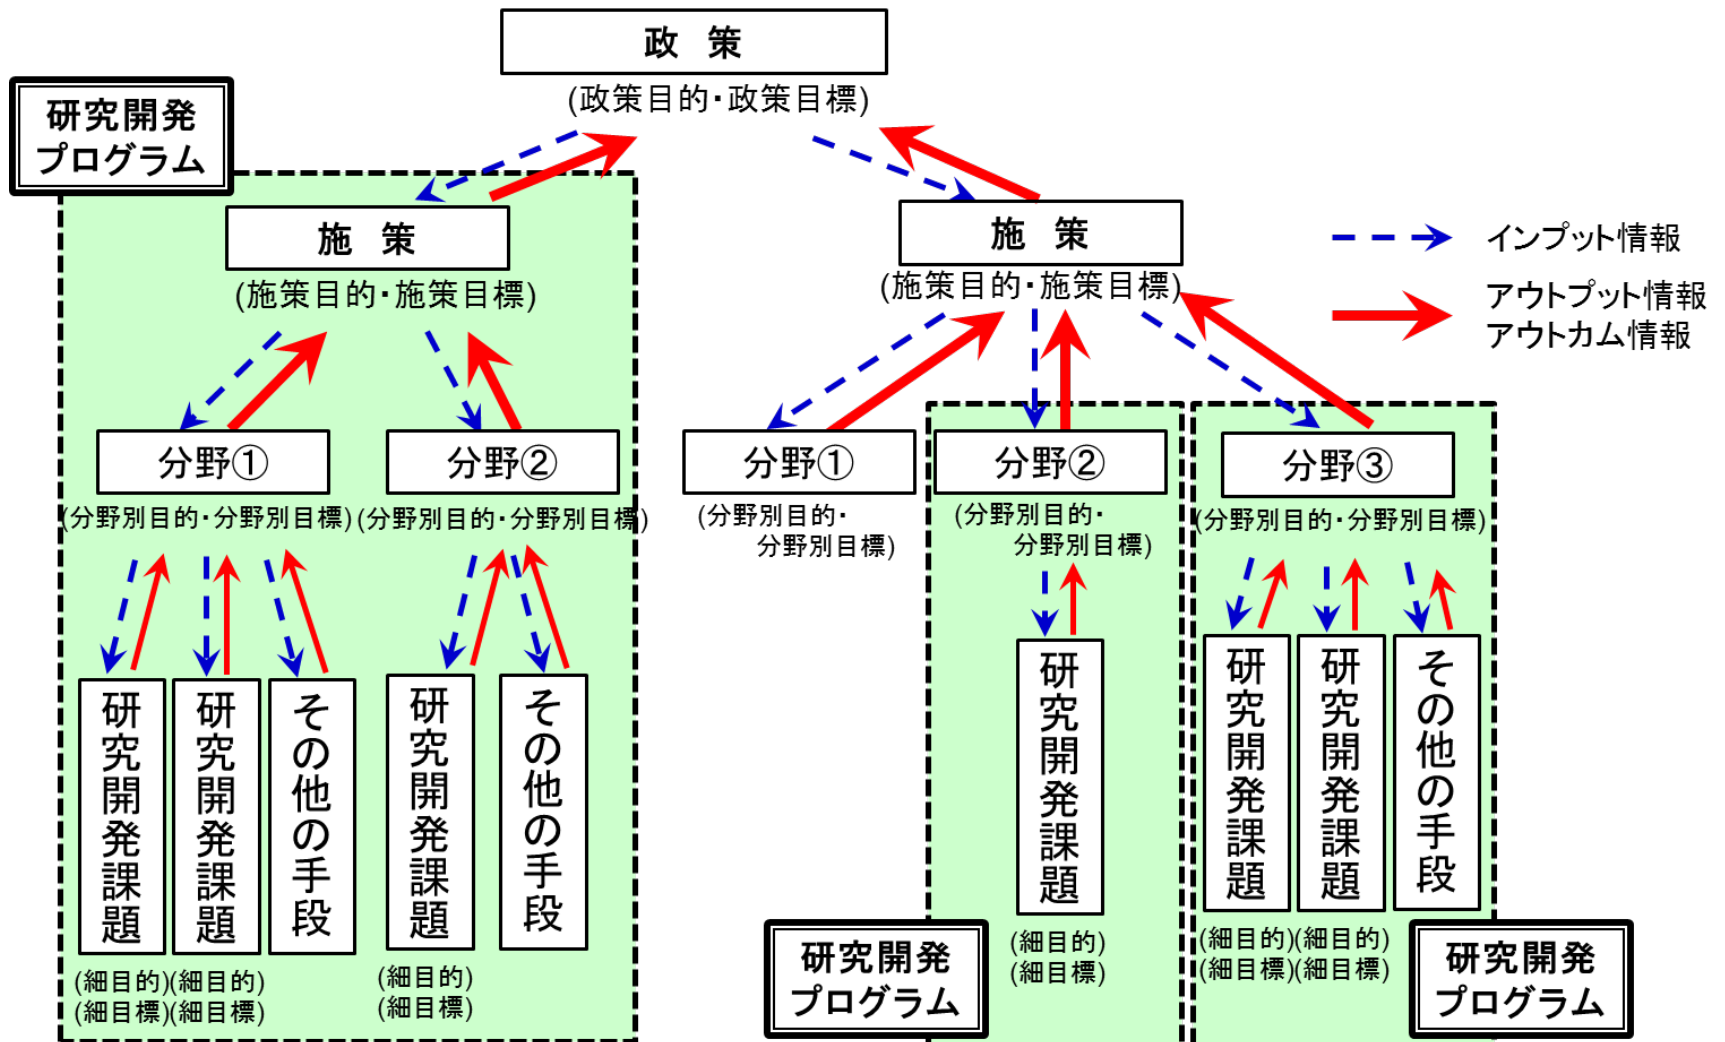 政 策
(政策目的・政策目標)
研究開発
プログラム
施 策
(施策目的・施策目標)
施 策
(施策目的・施策目標)
インプット情報
アウトプット情報
アウトカム情報
分野①
(分野別目的・分野別目標)
分野②
(分野別目的・分野別目標)
分野①
(分野別目的・
分野別目標)
分野②
(分野別目的・
分野別目標)
分野③
(分野別目的・分野別目標)
研究開発課題
研究開発課題
その他の手段
研究開発課題
その他の手段
研究開発課題
研究開発課題
研究開発課題
その他の手段
(細目的)(細目的)
(細目標)(細目標)
(細目的)
(細目標)
研究開発
プログラム
(細目的)
(細目標)
(細目的)(細目的)
(細目標)(細目標)
研究開発
プログラム